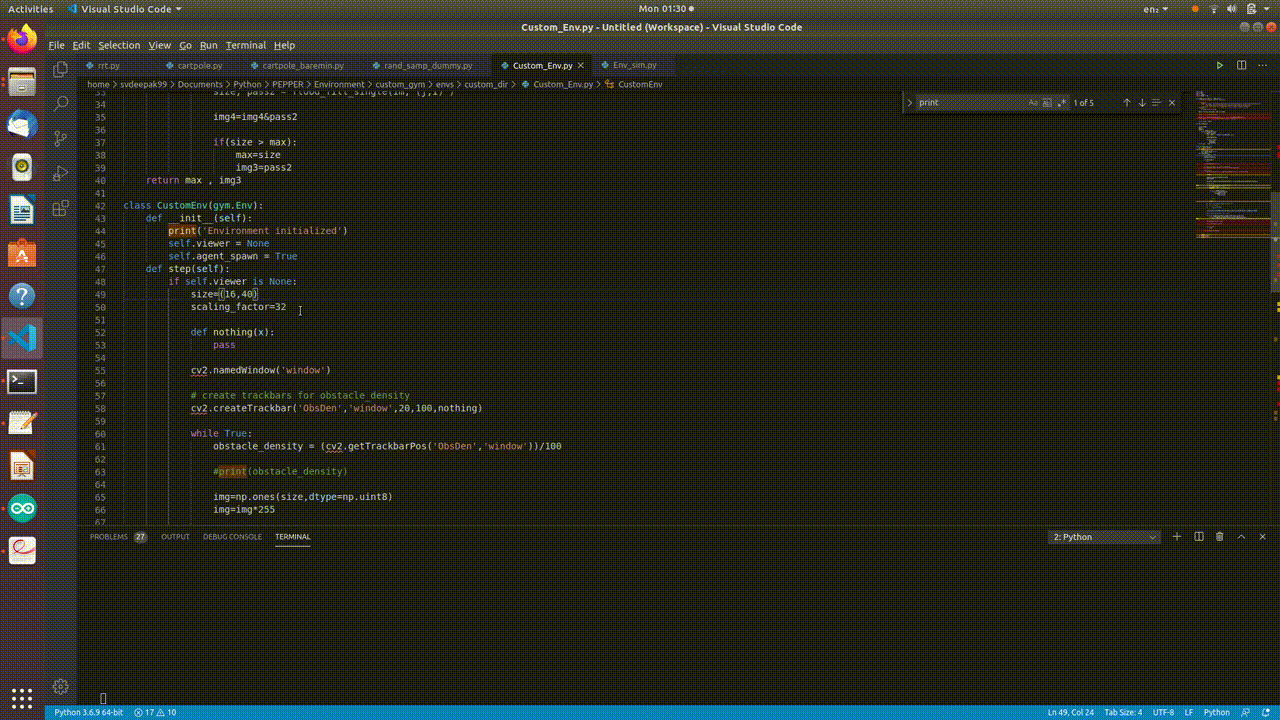 Activities Visual Studio Code Mon 01:30 en₁
Custom_Env.py - Untitled (Workspace) - Visual Studio Code
File Edit Selection View Go Run Terminal Help
rrt.py cartpole.py cartpole_baremin.py rand_samp_dummy.py Custom_Env.py Env_sim.py
home > svdeepak99 > Documents > Python > PEPPER > Environment > custom_gym > envs > custom_dir > Custom_Env.py > CustomEnv
print Aa 1 of 5
34
35 img4=img4&pass2
36
37 if(size > max):
38 max=size
39 img3=pass2
40 return max , img3
41
42 class CustomEnv(gym.Env):
43 def __init__(self):
44 print('Environment initialized')
45 self.viewer = None
46 self.agent_spawn = True
47 def step(self):
48 if self.viewer is None:
49 size=(16,40)
50 scaling_factor=32
51
52 def nothing(x):
53 pass
54
55 cv2.namedWindow('window')
56
57 # create trackbars for obstacle_density
58 cv2.createTrackbar('ObsDen','window',20,100,nothing)
59
60 while True:
61 obstacle_density = (cv2.getTrackbarPos('ObsDen','window'))/100
62
63 #print(obstacle_density)
64
65 img=np.ones(size,dtype=np.uint8)
66 img=img*255
67
PROBLEMS 27 OUTPUT DEBUG CONSOLE TERMINAL 2: Python
Python 3.6.9 64-bit 17 10 Ln 49, Col 24 Tab Size: 4 UTF-8 LF Python